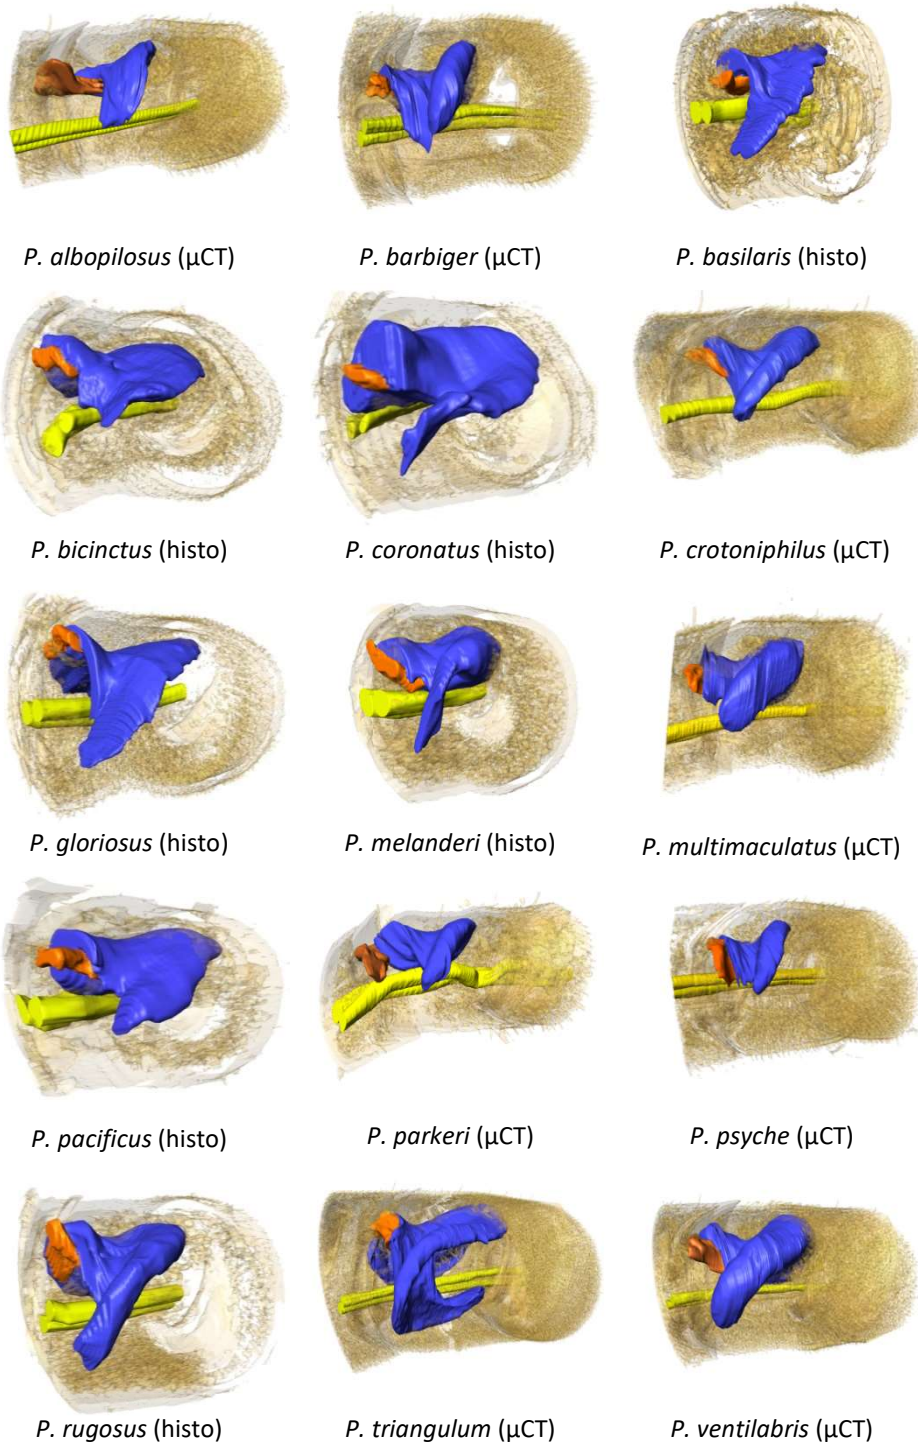 P. albopilosus (µCT) P. barbiger (µCT) P. basilaris (histo)
P. bicinctus (histo) P. coronatus (histo) P. crotoniphilus (µCT)
P. gloriosus (histo) P. melanderi (histo) P. multimaculatus (µCT)
P. pacificus (histo) P. parkeri (µCT) P. psyche (µCT)
P. rugosus (histo) P. triangulum (µCT) P. ventilabris (µCT)